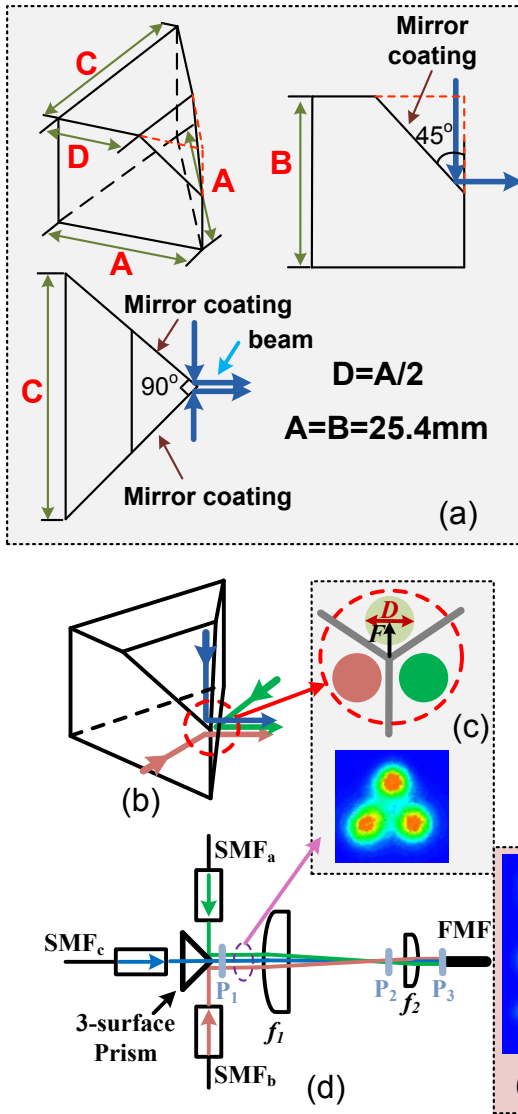 C
D
A
A
Mirror
coating
B
45°
Mirror coating
beam
C
90°
D=A/2
A=B=25.4mm
Mirror coating
(a)
D
F
(c)
(b)
SMFa
SMFc
FMF
P1
P2
P3
3-surface
Prism
f1
f2
SMFb
(d)